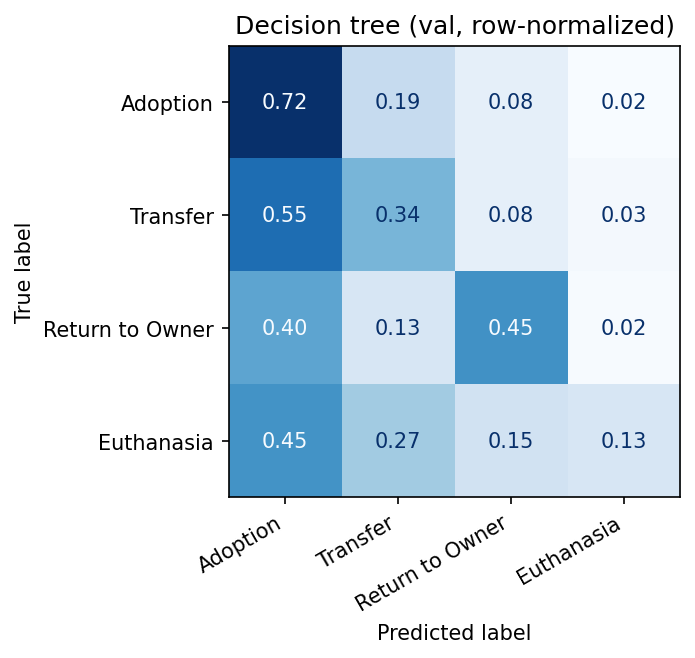 Decision tree (val, row-normalized)
True label
Adoption 0.72 0.19 0.08 0.02
Transfer 0.55 0.34 0.08 0.03
Return to Owner 0.40 0.13 0.45 0.02
Euthanasia 0.45 0.27 0.15 0.13
Adoption Transfer Return to Owner Euthanasia
Predicted label